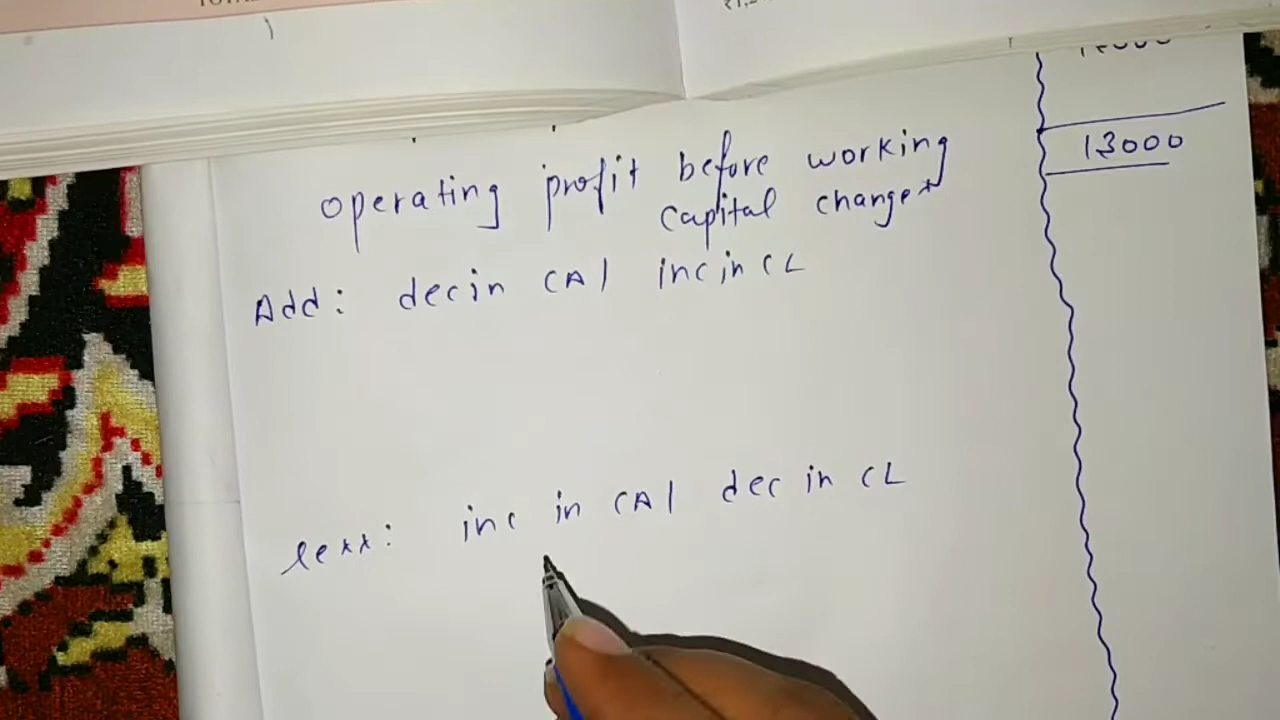 13000
operating profit before working
capital changes
Add: dec in CA / inc in CL
less: inc in CA / dec in CL